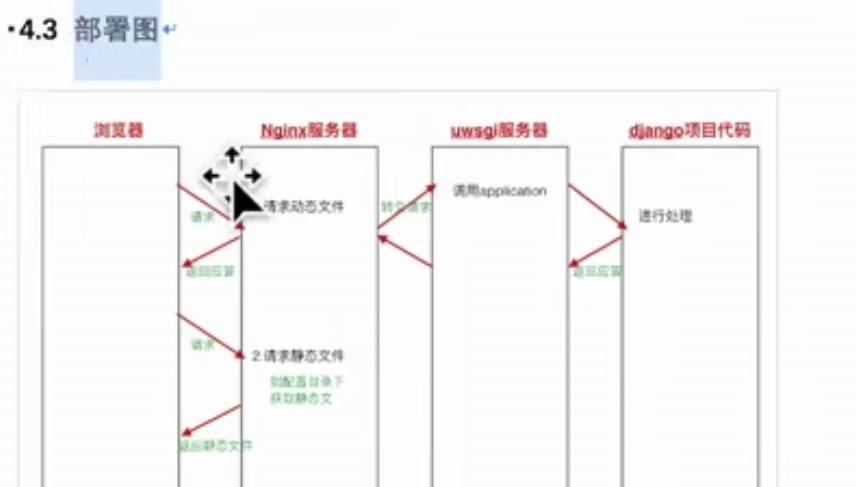 ·4.3 部署图
浏览器
Nginx服务器
uwsgi服务器
django项目代码
请求
请求动态文件
转交请求
调用application
进行处理
返回应答
返回应答
请求
2.请求静态文件
到配置目录下
获取静态文
返回静态文件